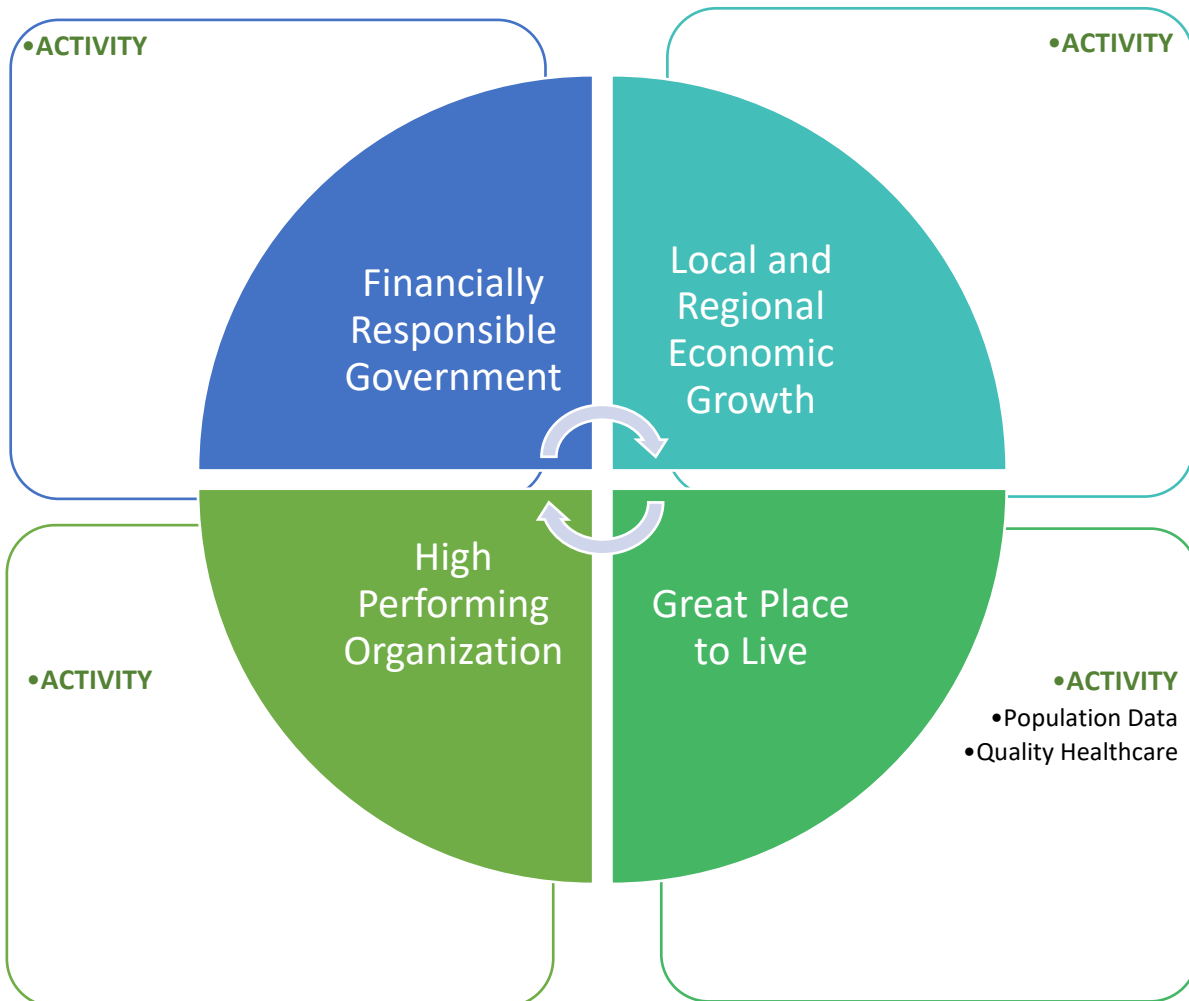 •ACTIVITY
•ACTIVITY
Financially
Responsible
Government
Local and
Regional
Economic
Growth
High
Performing
Organization
Great Place
to Live
•ACTIVITY
•ACTIVITY
•Population Data
•Quality Healthcare